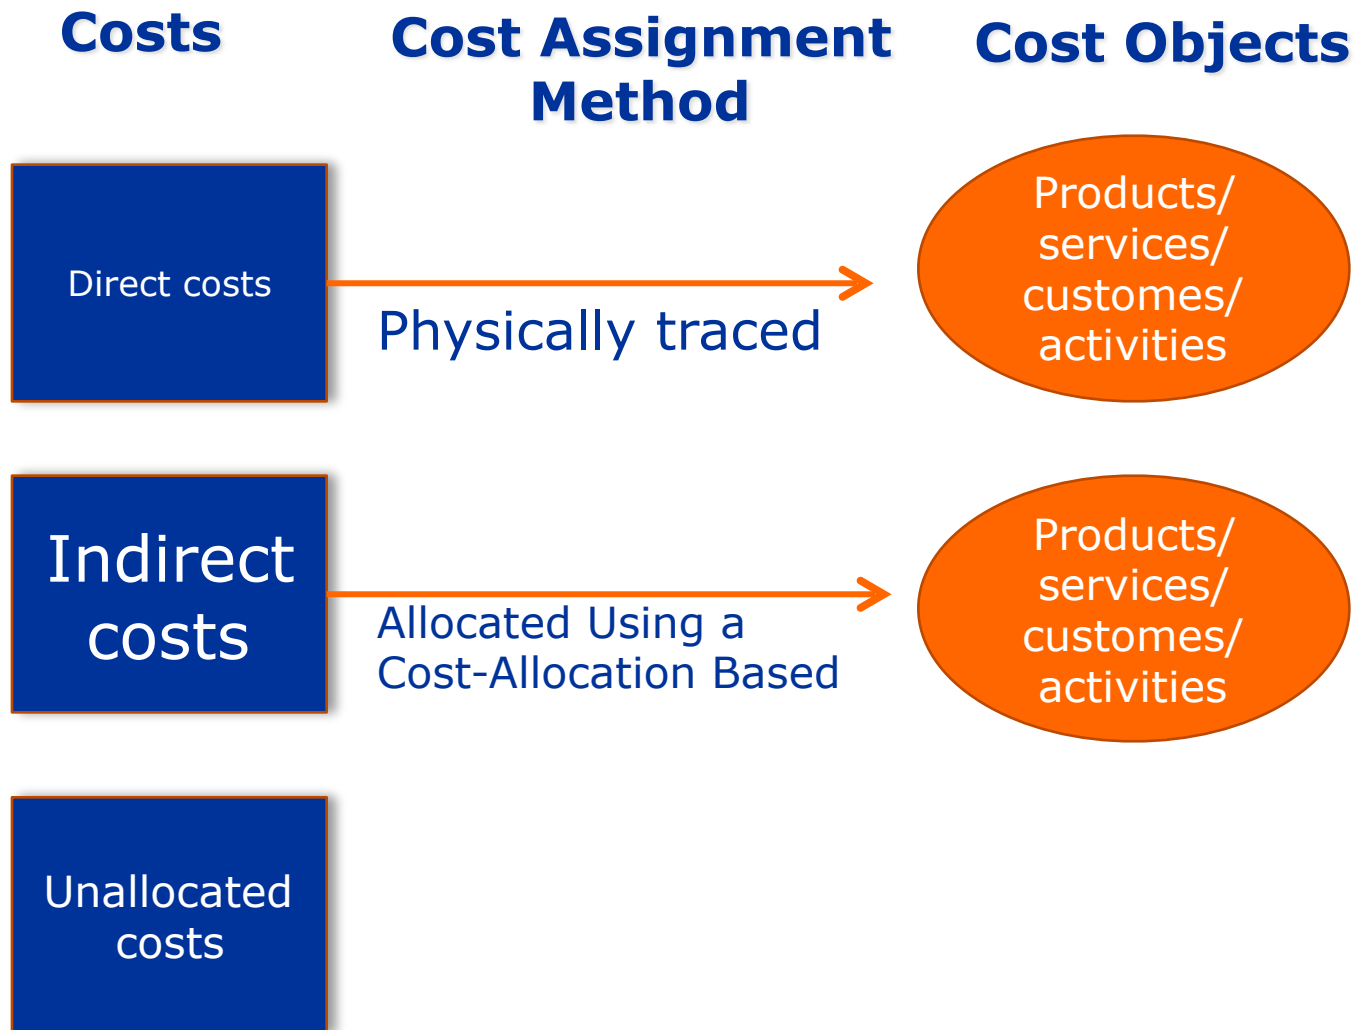 Costs
Cost Assignment
Method
Cost Objects
Direct costs
Physically traced
Products/
services/
customes/
activities
Indirect
costs
Allocated Using a
Cost-Allocation Based
Products/
services/
customes/
activities
Unallocated
costs